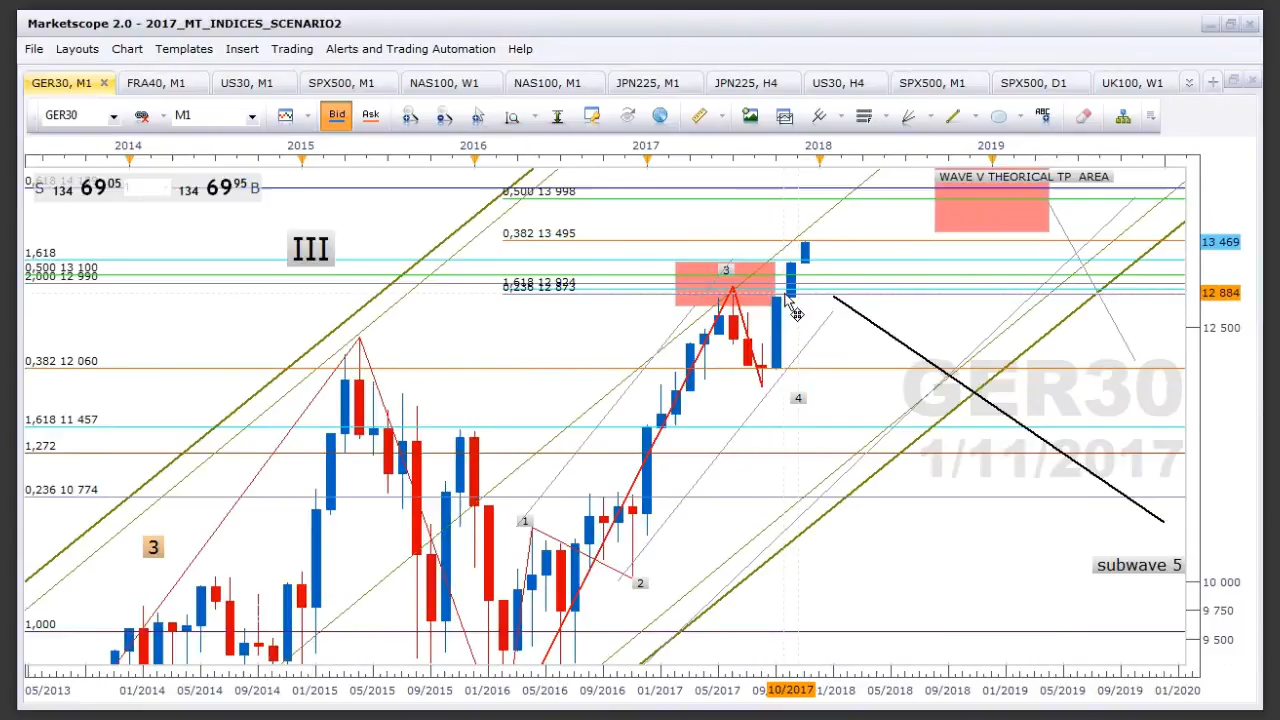 Marketscope 2.0 - 2017_MT_INDICES_SCENARIO2
File Layouts Chart Templates Insert Trading Alerts and Trading Automation Help
GER30, M1 FRA40, M1 US30, M1 SPX500, M1 NAS100, W1 NAS100, M1 JPN225, M1 JPN225, H4 US30, H4 SPX500, M1 SPX500, D1 UK100, W1
GER30 M1 Bid Ask ABC
2014 2015 2016 2017 2018 2019
WAVE V THEORICAL TP AREA
S 134 69 05 134 69 95 B
0,500 13 998
0,382 13 495
13 469
III
1,618
0,500 13 100
2,000 12 990
3
1,618 12 924
0,236 12 873
12 884
12 500
0,382 12 060
GER30
4
1,618 11 457
1,272
1/11/2017
0,236 10 774
1
3
subwave 5
2
10 000
9 750
1,000
9 500
05/2013 01/2014 05/2014 09/2014 01/2015 05/2015 09/2015 01/2016 05/2016 09/2016 01/2017 05/2017 09 10/2017 1/2018 05/2018 09/2018 01/2019 05/2019 09/2019 01/2020